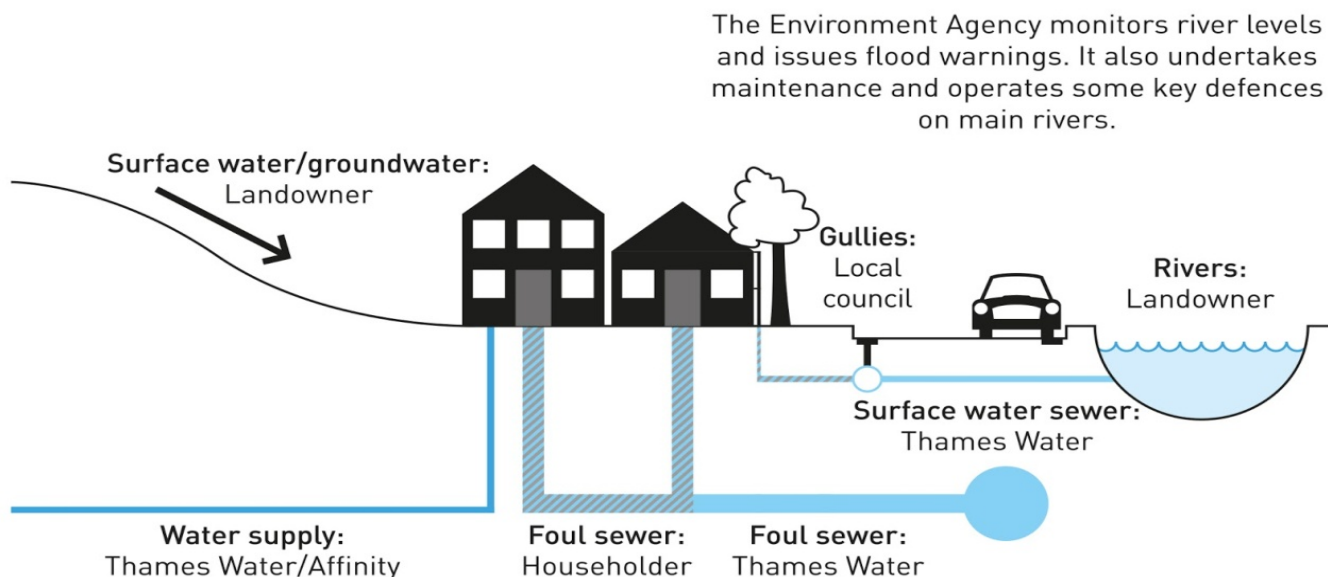 The Environment Agency monitors river levels
and issues flood warnings. It also undertakes
maintenance and operates some key defences
on main rivers.
Surface water/groundwater:
Landowner
Gullies:
Local
council
Rivers:
Landowner
Surface water sewer:
Thames Water
Water supply:
Thames Water/Affinity
Foul sewer:
Householder
Foul sewer:
Thames Water